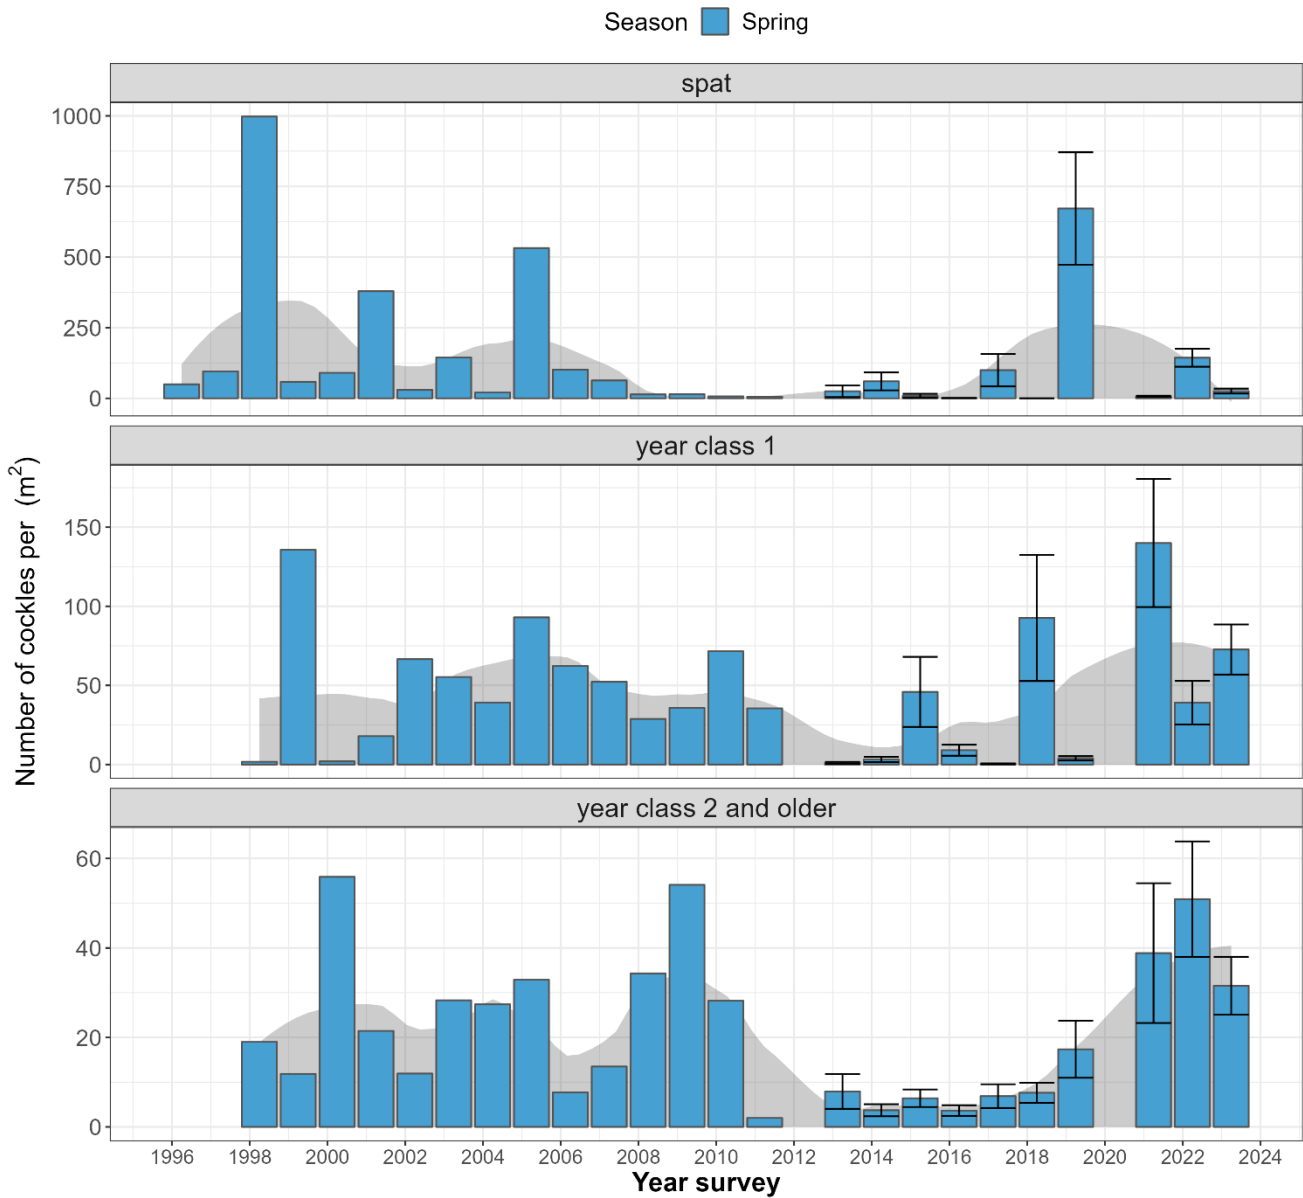 Season Spring
spat
1000
750
500
250
0
year class 1
150
100
50
0
Number of cockles per (m²)
year class 2 and older
60
40
20
0
1996 1998 2000 2002 2004 2006 2008 2010 2012 2014 2016 2018 2020 2022 2024
Year survey